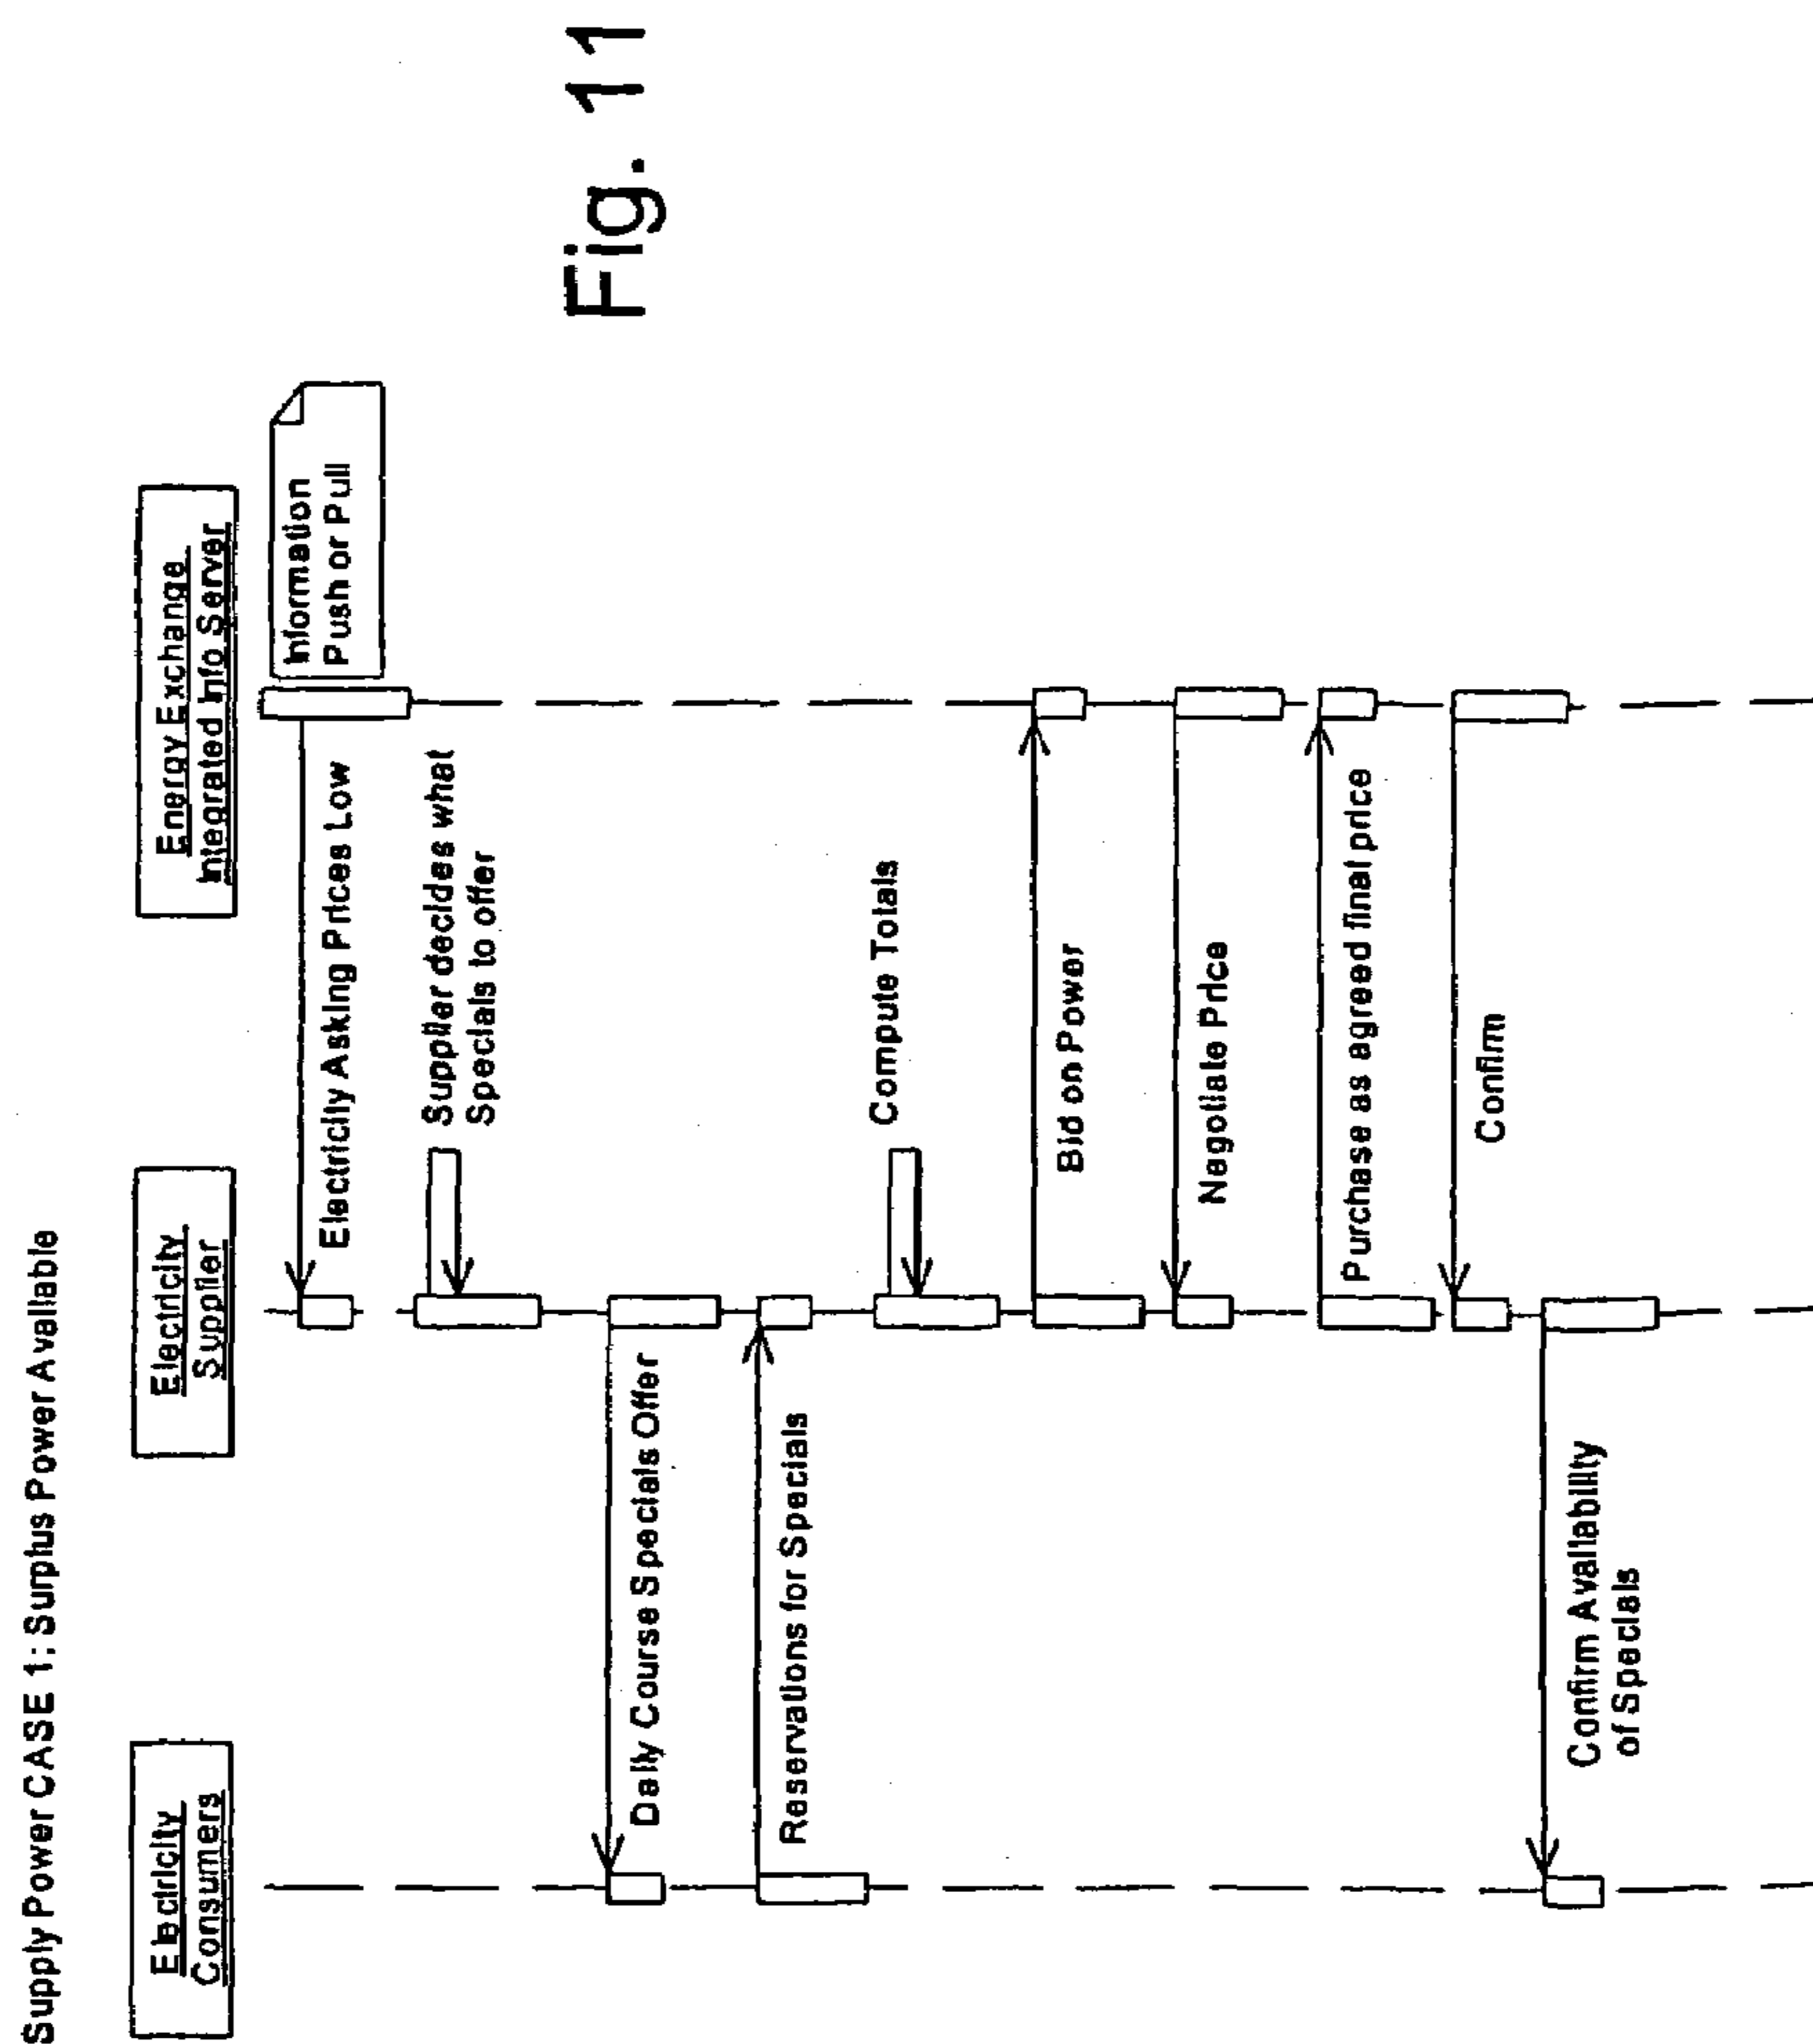 Supply Power CASE 1: Surplus Power Available
Electricity
Consumers
Electricity
Supplier
Energy Exchange
Integrated Info Server
Information
Push or Pull
Electricity Asking Prices Low
Supplier decides what
Specials to offer
Daily Course Specials Offer
Reservations for Specials
Compute Totals
Bid on Power
Negotiate Price
Purchase as agreed final price
Confirm
Confirm Availability
of Specials
Fig. 11